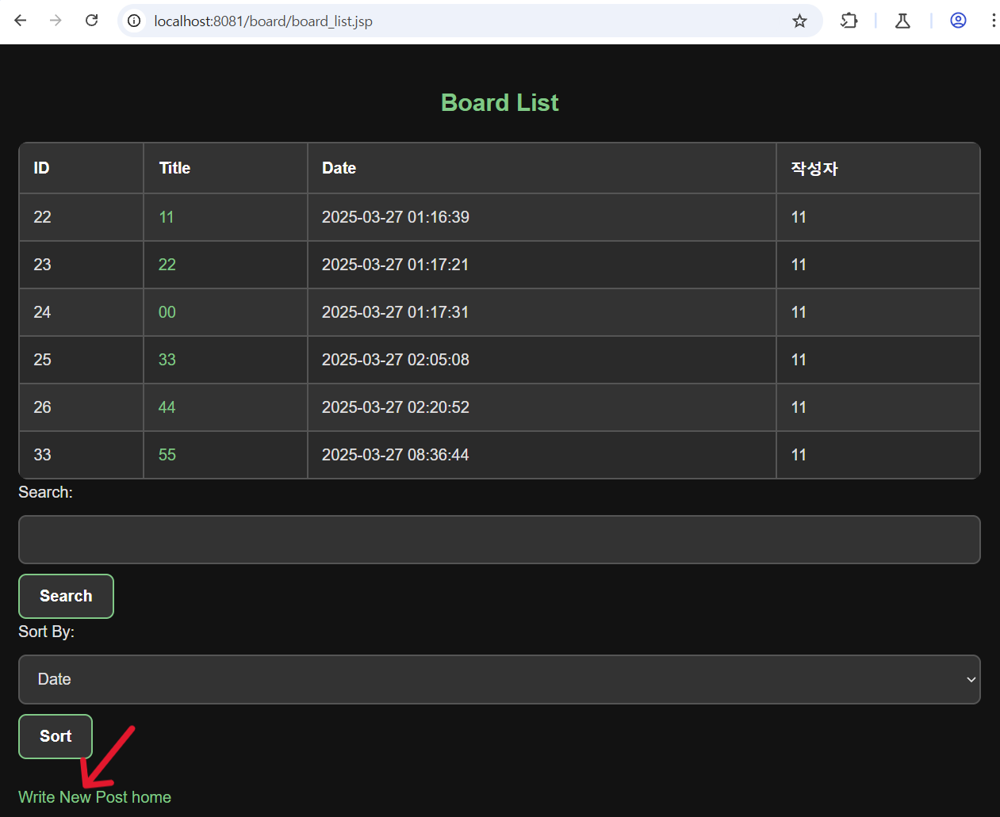 localhost:8081/board/board_list.jsp
Board List
ID Title Date 작성자
22 11 2025-03-27 01:16:39 11
23 22 2025-03-27 01:17:21 11
24 00 2025-03-27 01:17:31 11
25 33 2025-03-27 02:05:08 11
26 44 2025-03-27 02:20:52 11
33 55 2025-03-27 08:36:44 11
Search:
Search
Sort By:
Date
Sort
Write New Post home